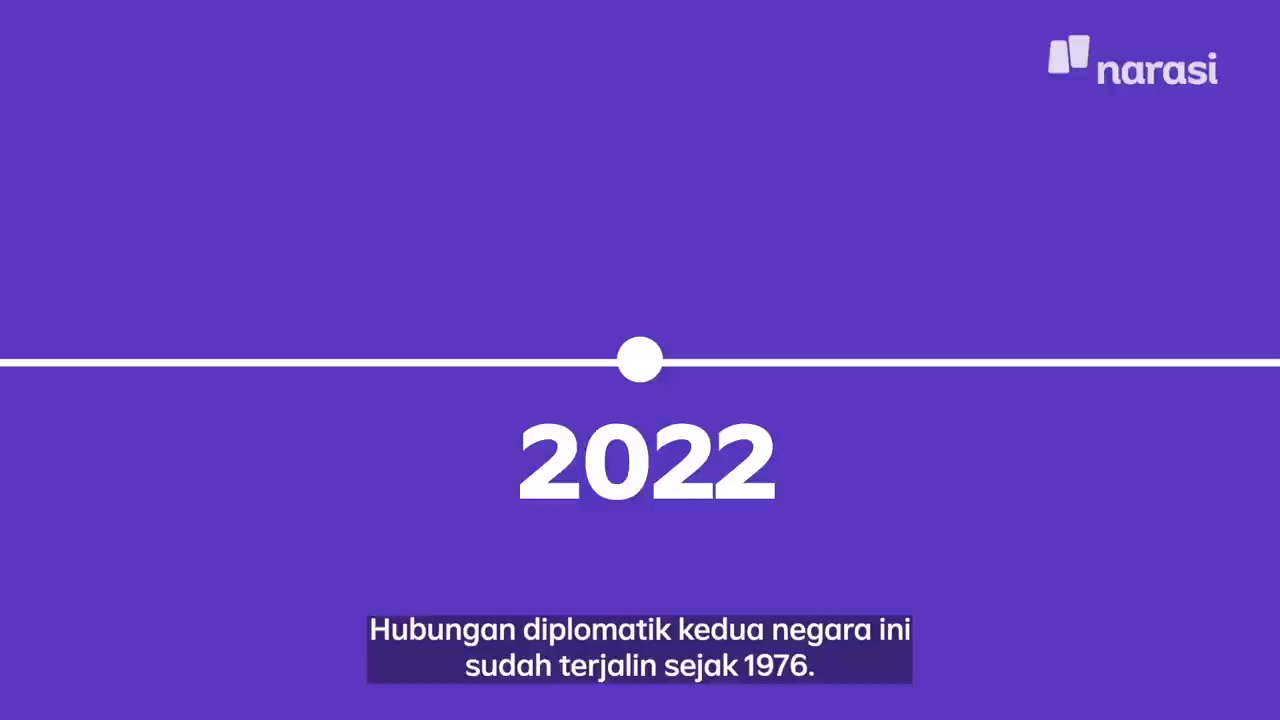 narasi
2022
Hubungan diplomatik kedua negara ini
sudah terjalin sejak 1976.